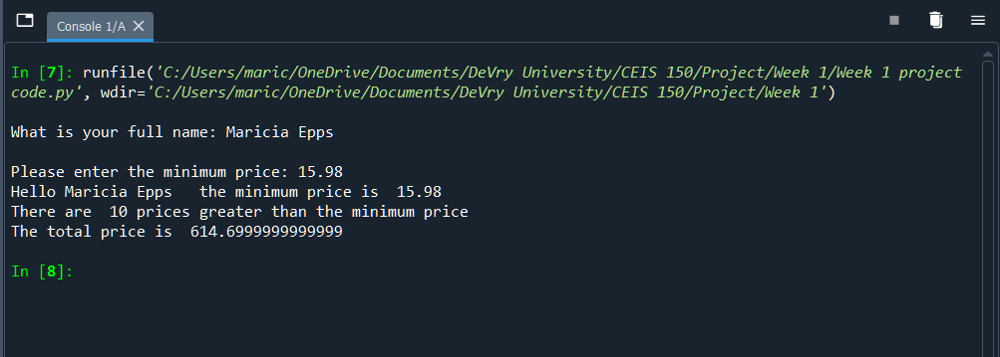 Console 1/A
In [7]: runfile('C:/Users/maric/OneDrive/Documents/DeVry University/CEIS 150/Project/Week 1/Week 1 project
code.py', wdir='C:/Users/maric/OneDrive/Documents/DeVry University/CEIS 150/Project/Week 1')
What is your full name: Maricia Epps
Please enter the minimum price: 15.98
Hello Maricia Epps   the minimum price is  15.98
There are  10 prices greater than the minimum price
The total price is  614.6999999999999
In [8]: